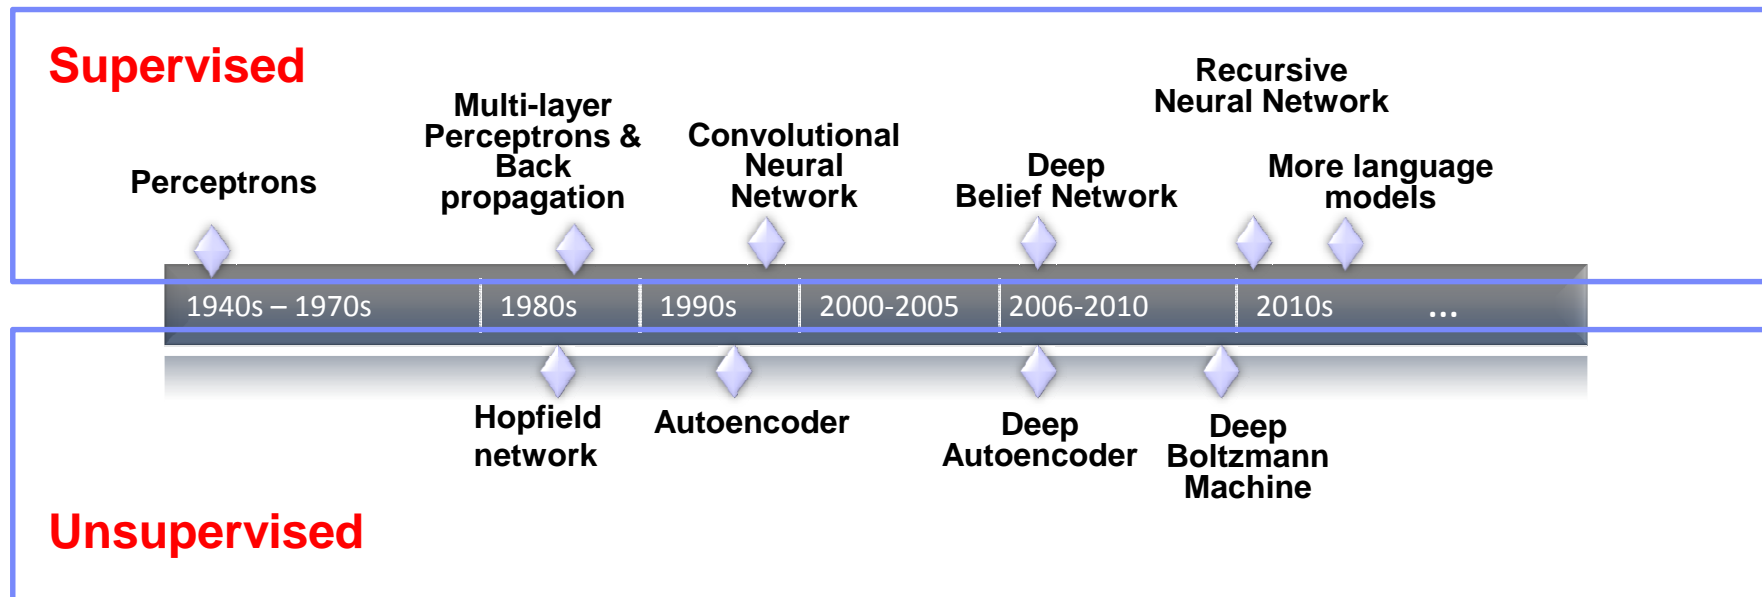 Supervised
Perceptrons
Multi-layer
Perceptrons &
Back
propagation
Convolutional
Neural
Network
Deep
Belief Network
Recursive
Neural Network
More language
models
1940s – 1970s
1980s
1990s
2000-2005
2006-2010
2010s
...
Hopfield
network
Autoencoder
Deep
Autoencoder
Deep
Boltzmann
Machine
Unsupervised